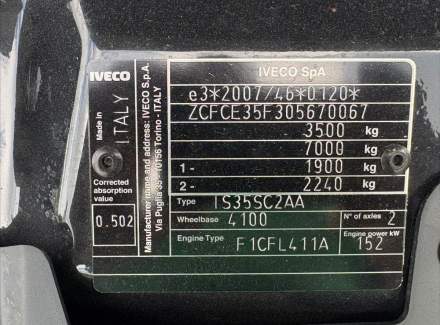 IVECO
IVECO SpA
Made in
ITALY
Corrected
absorption
value
0.502
Manufacturer name and address: IVECO S.p.A.
Via Puglia 35 - 10156 Torino - ITALY
e3*2007/46*0120*
ZCFCE35F305670067
3500 kg
7000 kg
1- 1900 kg
2- 2240 kg
Type IS35SC2AA
Wheelbase 4100 N° of axles 2
Engine Type F1CFL411A Engine power kW 152